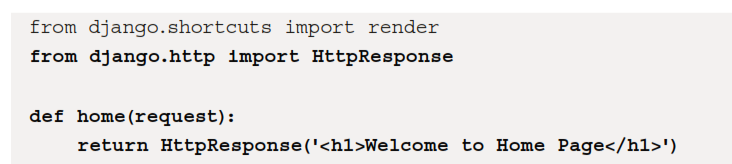 from django.shortcuts import render
from django.http import HttpResponse
def home(request):
    return HttpResponse('<h1>Welcome to Home Page</h1>')